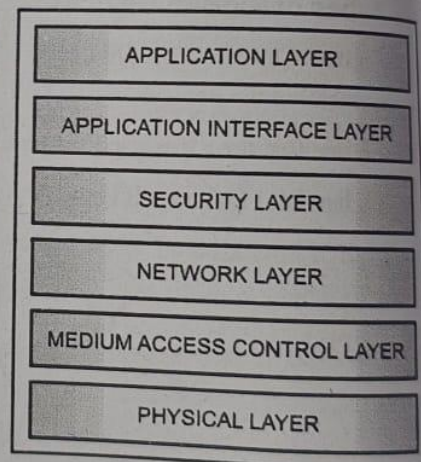 APPLICATION LAYER
APPLICATION INTERFACE LAYER
SECURITY LAYER
NETWORK LAYER
MEDIUM ACCESS CONTROL LAYER
PHYSICAL LAYER